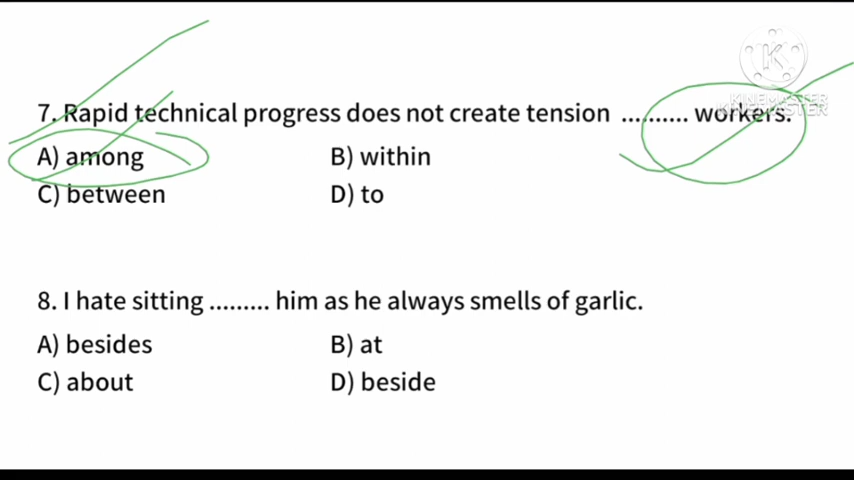 7. Rapid technical progress does not create tension .......... workers.
A) among
B) within
C) between
D) to
8. I hate sitting ......... him as he always smells of garlic.
A) besides
B) at
C) about
D) beside
KINEMASTER